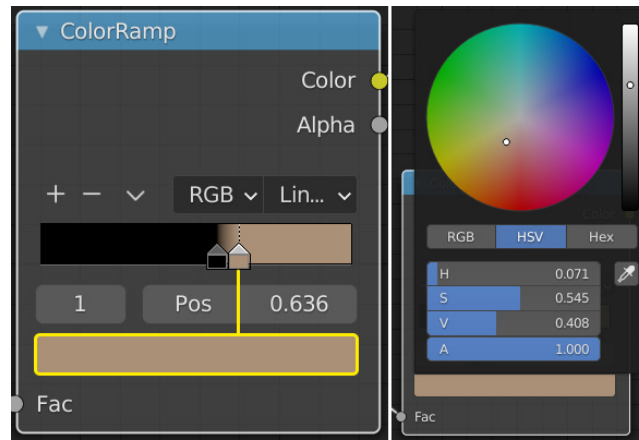 ColorRamp
Color
Alpha
RGB
Lin...
1
Pos 0.636
Fac
RGB HSV Hex
H 0.071
S 0.545
V 0.408
A 1.000
Color
Fac